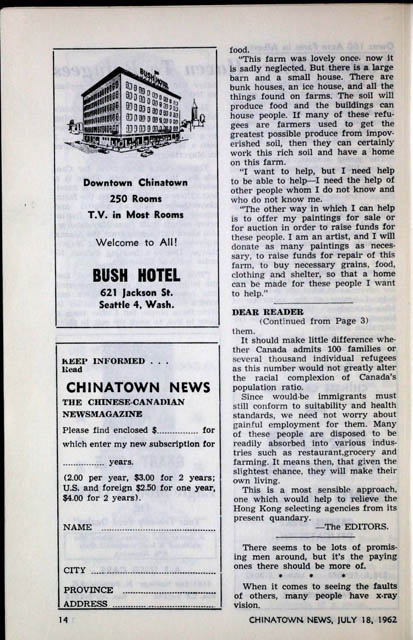 BUSH HOTEL
Downtown Chinatown
250 Rooms
T.V. in Most Rooms
Welcome to All!
BUSH HOTEL
621 Jackson St.
Seattle 4, Wash.
KEEP INFORMED . . .
Read
CHINATOWN NEWS
THE CHINESE-CANADIAN
NEWSMAGAZINE
Please find enclosed $.............. for
which enter my new subscription for
.............. years.
(2.00 per year, $3.00 for 2 years;
U.S. and foreign $2.50 for one year,
$4.00 for 2 years).
NAME
CITY
PROVINCE
ADDRESS
food.
"This farm was lovely once, now it
is sadly neglected. But there is a large
barn and a small house. There are
bunk houses, an ice house, and all the
things found on farms. The soil will
produce food and the buildings can
house people. If many of these refu-
gees are farmers used to get the
greatest possible produce from impov-
erished soil, then they can certainly
work this rich soil and have a home
on this farm.
"I want to help, but I need help
to be able to help—I need the help of
other people whom I do not know and
who do not know me.
"The other way in which I can help
is to offer my paintings for sale or
for auction in order to raise funds for
these people. I am an artist, and I will
donate as many paintings as neces-
sary, to raise funds for repair of this
farm, to buy necessary grains, food,
clothing and shelter, so that a home
can be made for these people I want
to help."
DEAR READER
(Continued from Page 3)
them.
It should make little difference whe-
ther Canada admits 100 families or
several thousand individual refugees
as this number would not greatly alter
the racial complexion of Canada's
population ratio.
Since would-be immigrants must
still conform to suitability and health
standards, we need not worry about
gainful employment for them. Many
of these people are disposed to be
readily absorbed into various indus-
tries such as restaurant,grocery and
farming. It means then, that given the
slightest chance, they will make their
own living.
This is a most sensible approach,
one which would help to relieve the
Hong Kong selecting agencies from its
present quandary.
—The EDITORS.
There seems to be lots of promis-
ing men around, but it's the paying
ones there should be more of.
* * *
When it comes to seeing the faults
of others, many people have x-ray
vision.
14
CHINATOWN NEWS, JULY 18, 1962